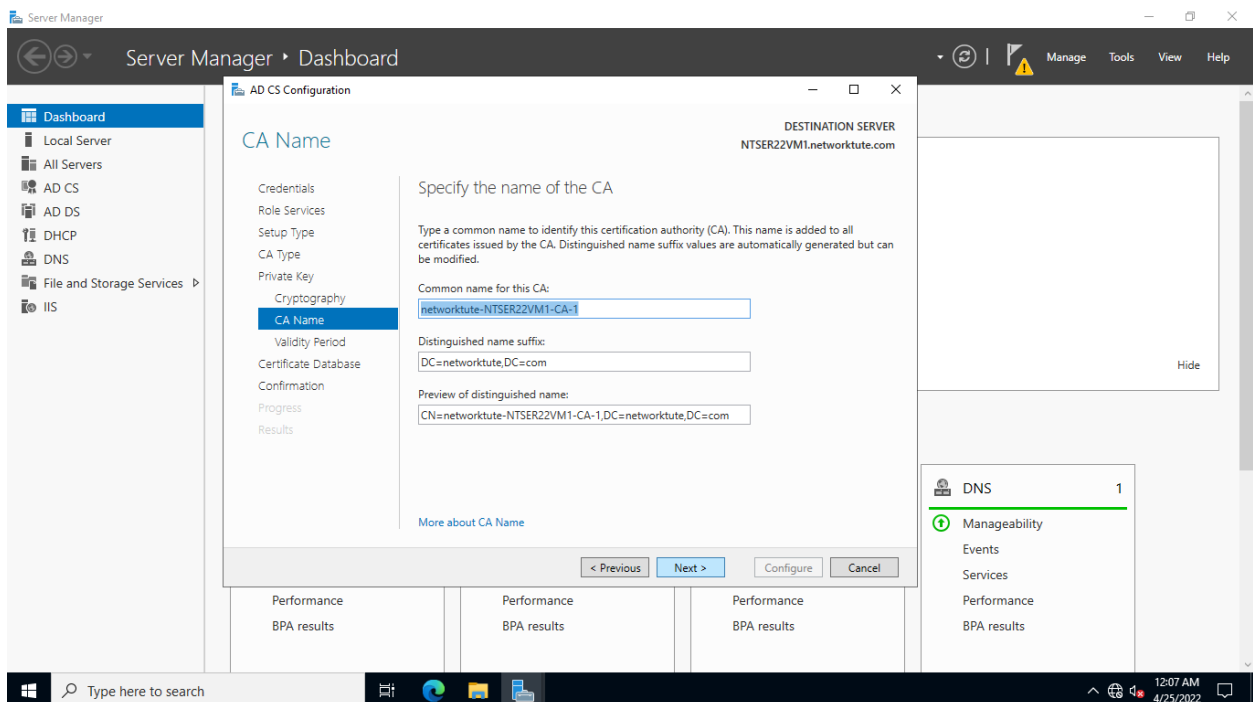 Server Manager
Server Manager ‣ Dashboard
Manage
Tools
View
Help
Dashboard
Local Server
All Servers
AD CS
AD DS
DHCP
DNS
File and Storage Services
IIS
AD CS Configuration
CA Name
DESTINATION SERVER
NTSER22VM1.networktute.com
Credentials
Role Services
Setup Type
CA Type
Private Key
Cryptography
CA Name
Validity Period
Certificate Database
Confirmation
Progress
Results
Specify the name of the CA
Type a common name to identify this certification authority (CA). This name is added to all
certificates issued by the CA. Distinguished name suffix values are automatically generated but can
be modified.
Common name for this CA:
networktute-NTSER22VM1-CA-1
Distinguished name suffix:
DC=networktute,DC=com
Preview of distinguished name:
CN=networktute-NTSER22VM1-CA-1,DC=networktute,DC=com
More about CA Name
< Previous
Next >
Configure
Cancel
Hide
Performance
BPA results
Performance
BPA results
Performance
BPA results
DNS 1
Manageability
Events
Services
Performance
BPA results
Type here to search
12:07 AM
4/25/2022